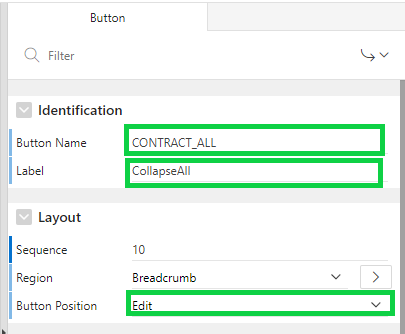 Button
Filter
Identification
Button Name CONTRACT_ALL
Label CollapseAll
Layout
Sequence 10
Region Breadcrumb
Button Position Edit